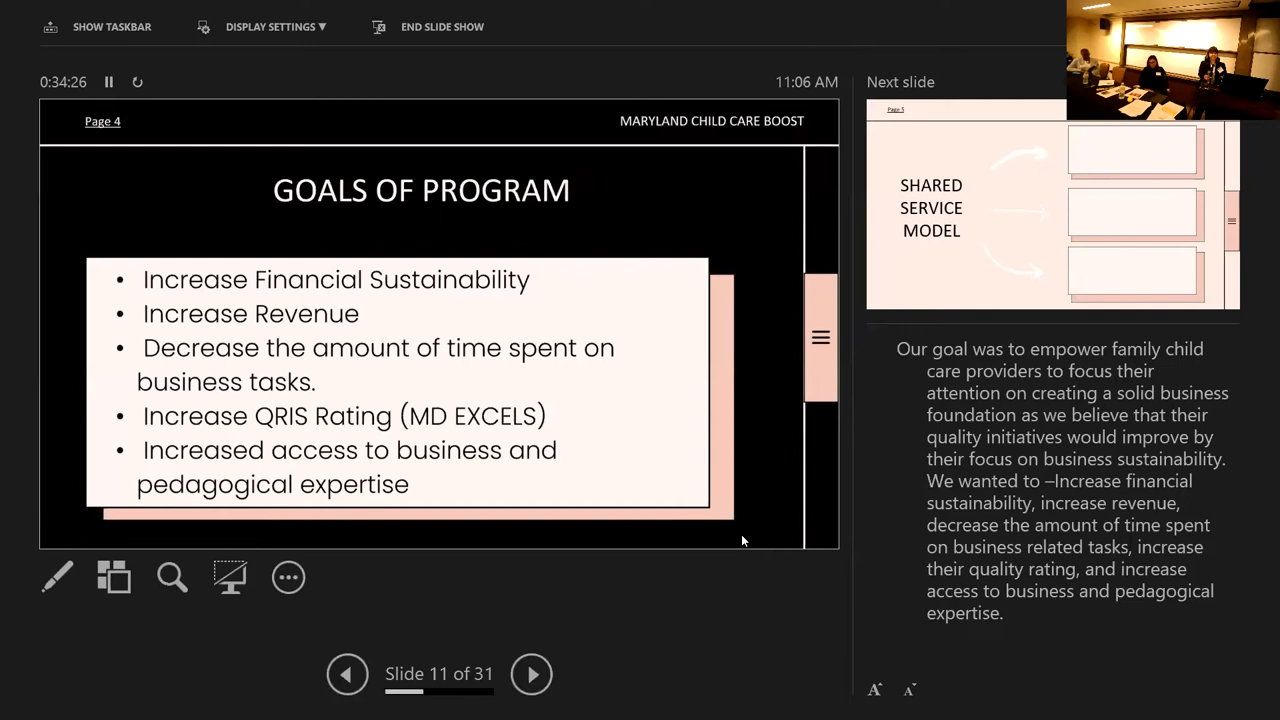 SHOW TASKBAR
DISPLAY SETTINGS ▼
END SLIDE SHOW
0:34:26
11:06 AM
Page 4
MARYLAND CHILD CARE BOOST
GOALS OF PROGRAM
• Increase Financial Sustainability
• Increase Revenue
• Decrease the amount of time spent on
business tasks.
• Increase QRIS Rating (MD EXCELS)
• Increased access to business and
pedagogical expertise
Slide 11 of 31
Next slide
Page 5
SHARED
SERVICE
MODEL
Our goal was to empower family child
care providers to focus their
attention on creating a solid business
foundation as we believe that their
quality initiatives would improve by
their focus on business sustainability.
We wanted to –Increase financial
sustainability, increase revenue,
decrease the amount of time spent
on business related tasks, increase
their quality rating, and increase
access to business and pedagogical
expertise.
A A